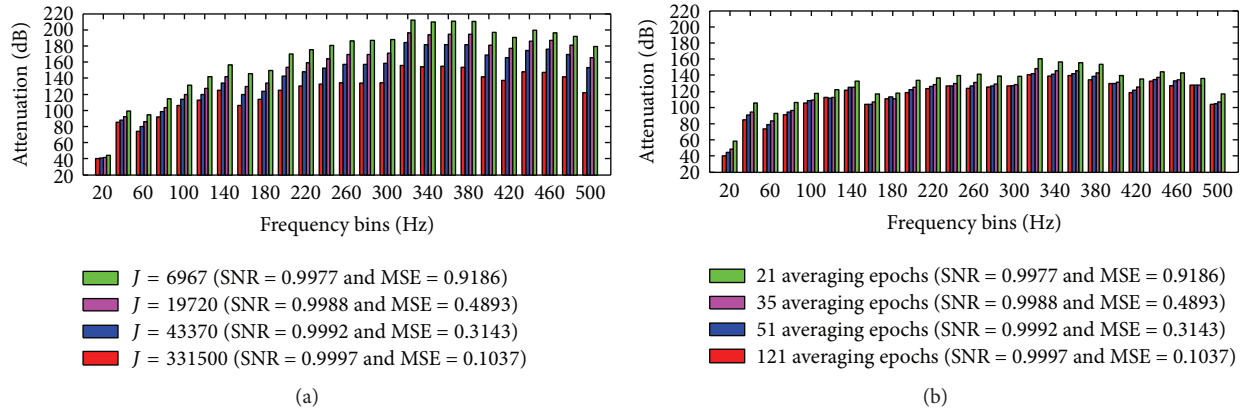 Attenuation (dB)
220
200
180
160
140
120
100
80
60
40
20
20 60 100 140 180 220 260 300 340 380 420 460 500
Frequency bins (Hz)
J = 6967 (SNR = 0.9977 and MSE = 0.9186)
J = 19720 (SNR = 0.9988 and MSE = 0.4893)
J = 43370 (SNR = 0.9992 and MSE = 0.3143)
J = 331500 (SNR = 0.9997 and MSE = 0.1037)
(a)
Attenuation (dB)
220
200
180
160
140
120
100
80
60
40
20
20 60 100 140 180 220 260 300 340 380 420 460 500
Frequency bins (Hz)
21 averaging epochs (SNR = 0.9977 and MSE = 0.9186)
35 averaging epochs (SNR = 0.9988 and MSE = 0.4893)
51 averaging epochs (SNR = 0.9992 and MSE = 0.3143)
121 averaging epochs (SNR = 0.9997 and MSE = 0.1037)
(b)